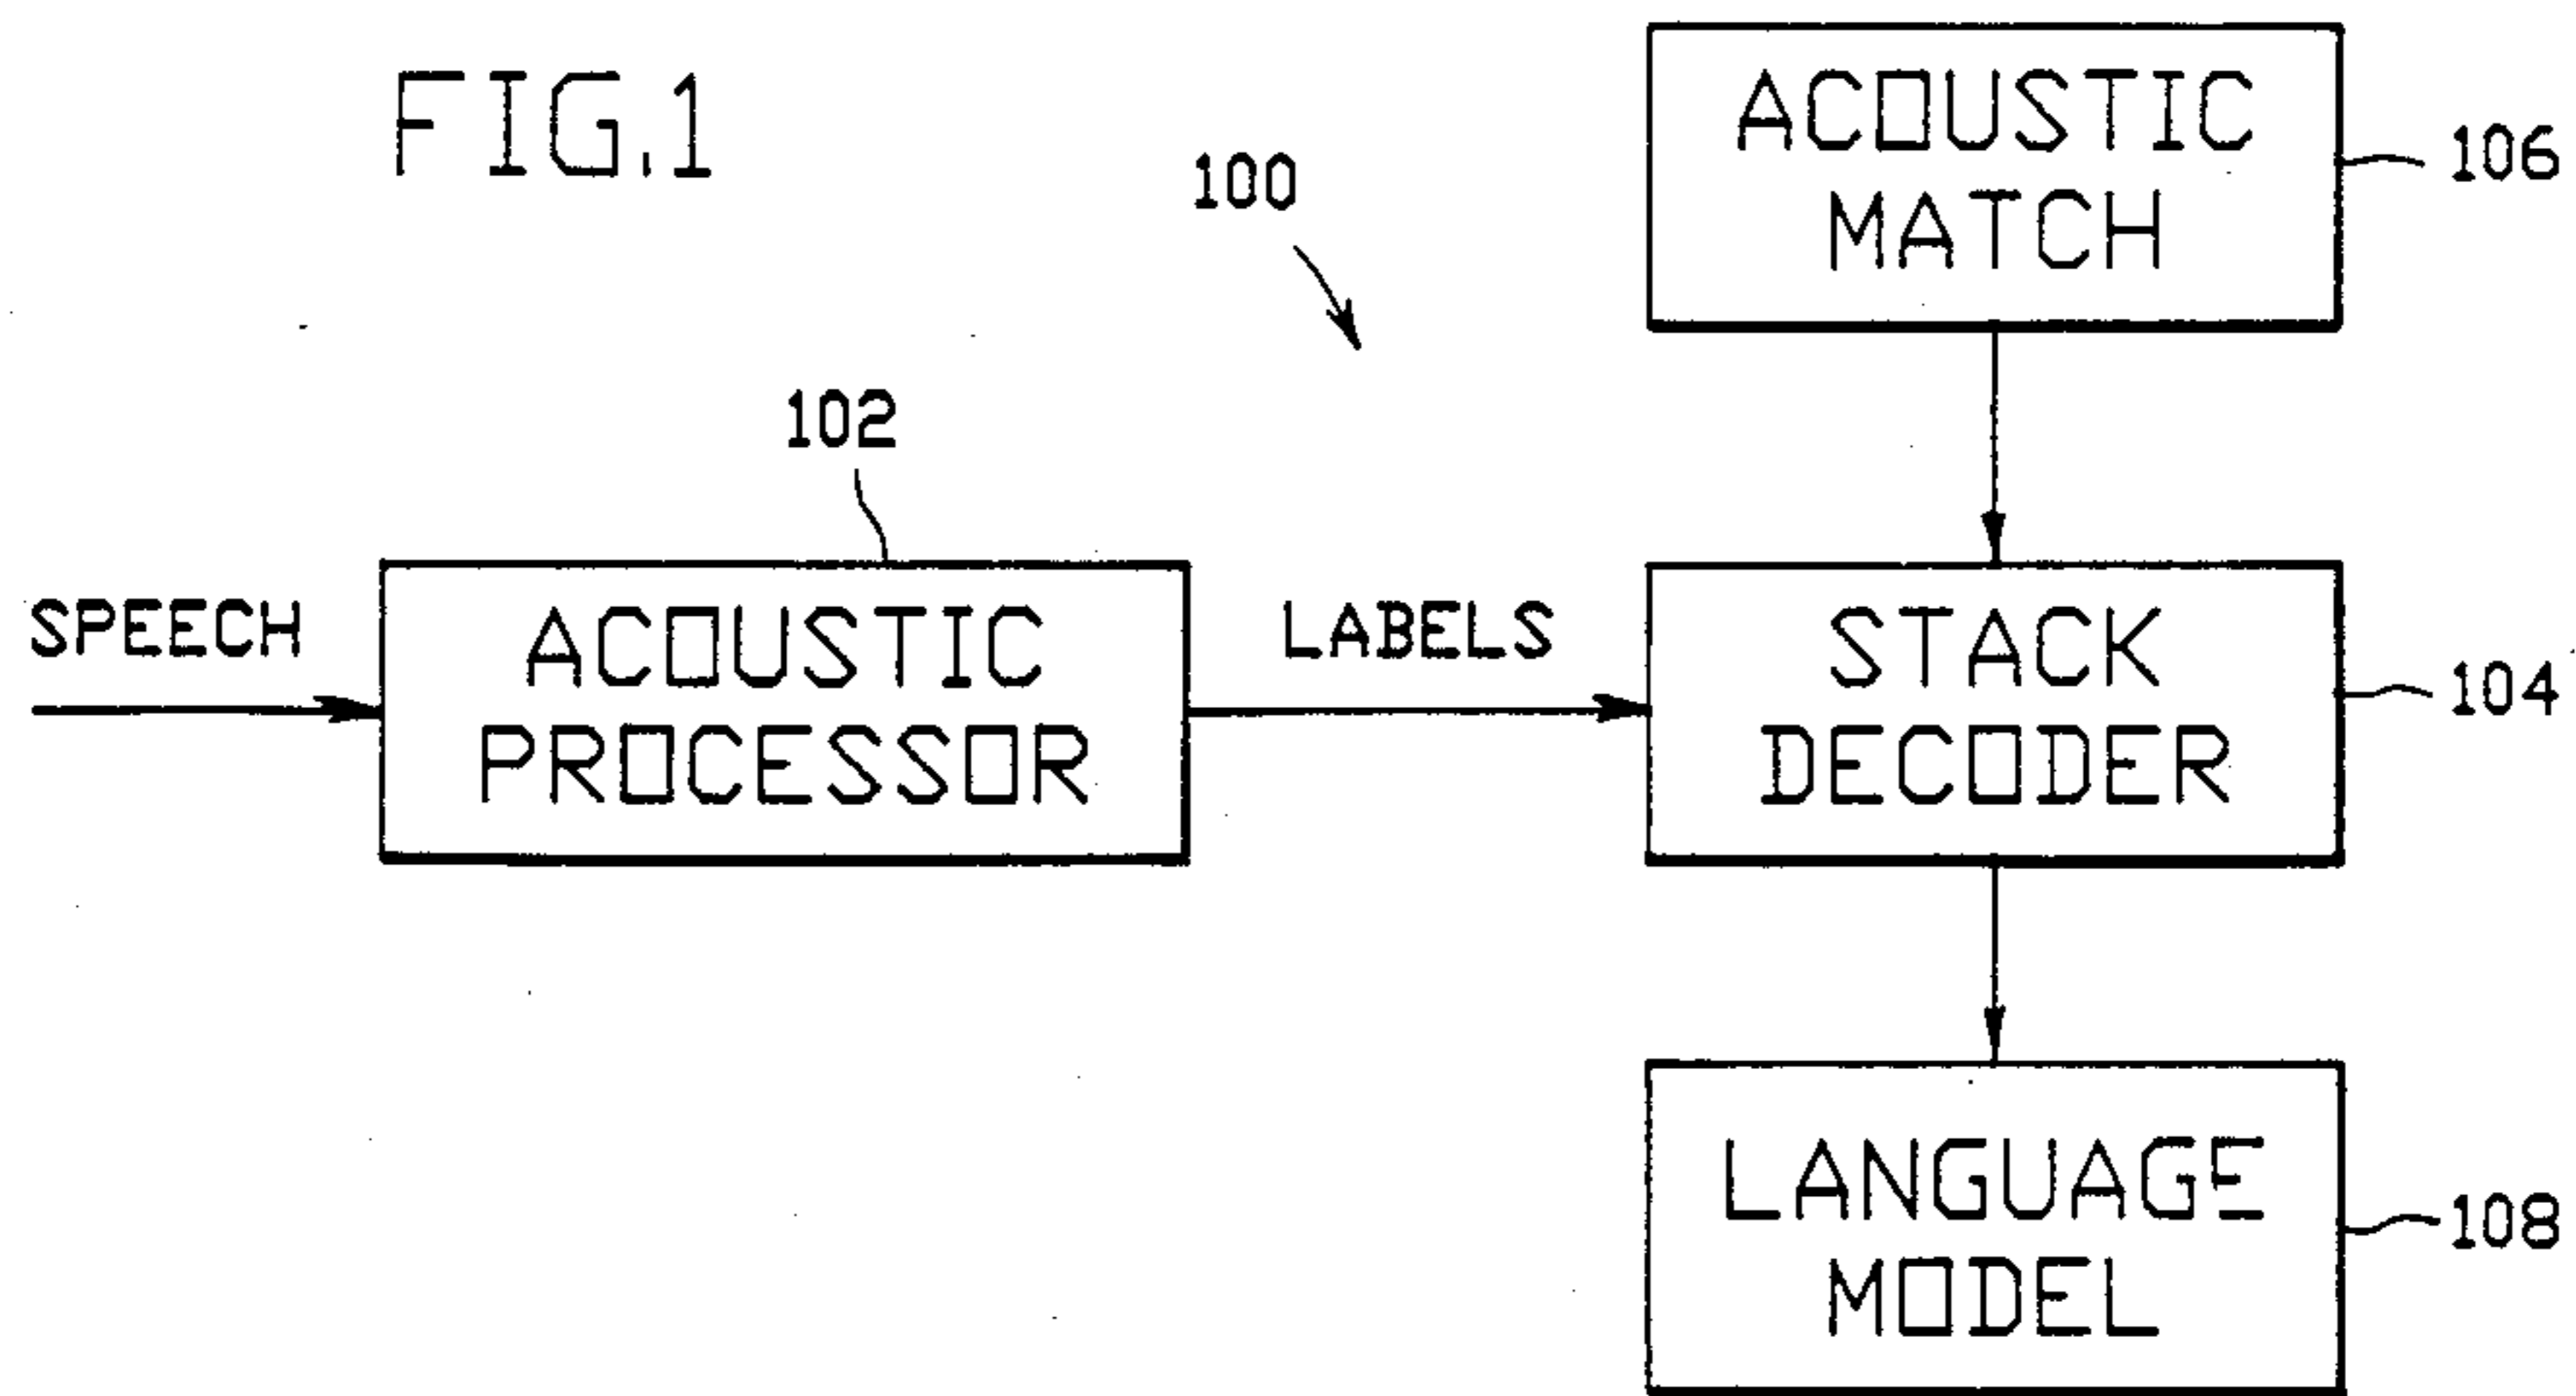 FIG.1
100
ACOUSTIC
MATCH
106
102
SPEECH
ACOUSTIC
PROCESSOR
LABELS
STACK
DECODER
104
LANGUAGE
MODEL
108